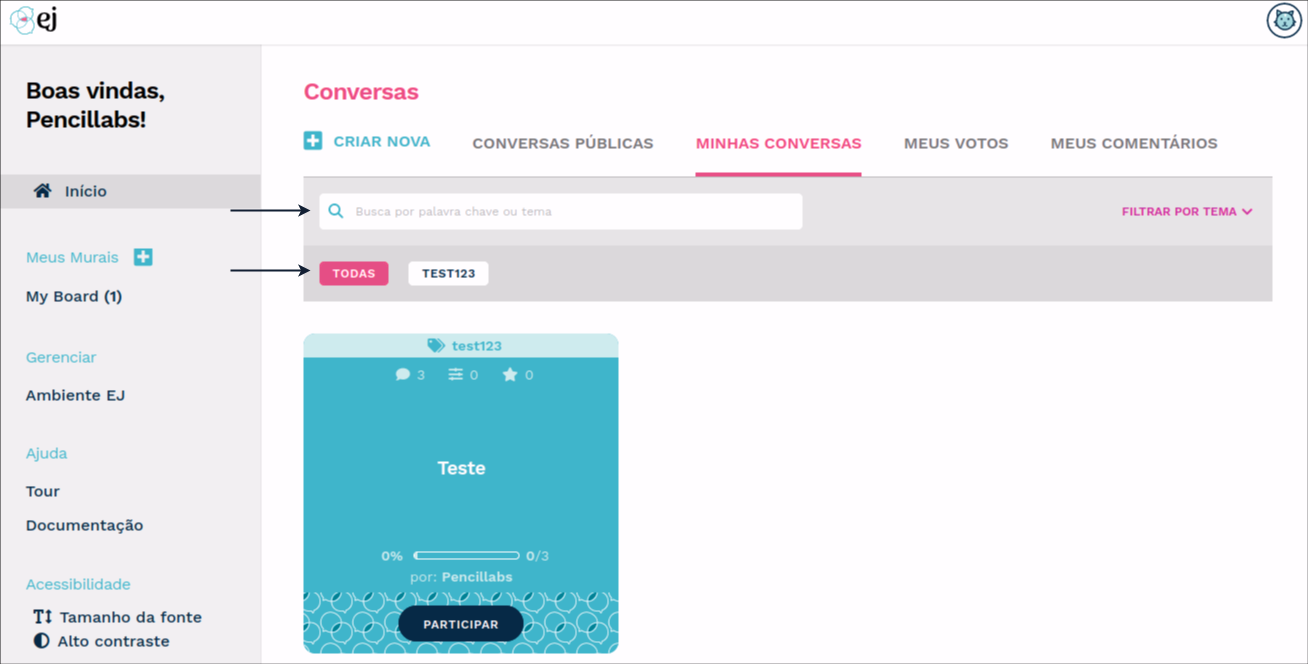 ej
Boas vindas,
Pencillabs!
Início
Meus Murais
My Board (1)
Gerenciar
Ambiente EJ
Ajuda
Tour
Documentação
Acessibilidade
Tamanho da fonte
Alto contraste
Conversas
CRIAR NOVA CONVERSAS PÚBLICAS MINHAS CONVERSAS MEUS VOTOS MEUS COMENTÁRIOS
Busca por palavra chave ou tema FILTRAR POR TEMA
TODAS TEST123
test123
3 0 0
Teste
0% 0/3
por: Pencillabs
PARTICIPAR